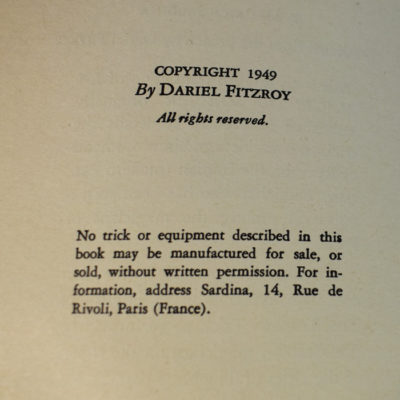 COPYRIGHT 1949
By DARIEL FITZROY
All rights reserved.
No trick or equipment described in this
book may be manufactured for sale, or
sold, without written permission. For in-
formation, address Sardina, 14, Rue de
Rivoli, Paris (France).